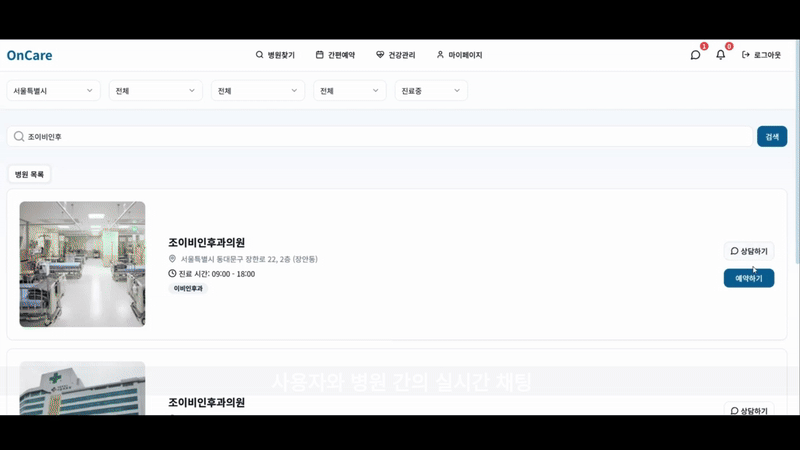 OnCare
병원찾기
간편예약
건강관리
마이페이지
1
8
로그아웃
서울특별시
전체
전체
전체
진료중
조이비인후
검색
병원 목록
조이비인후과의원
서울특별시 동대문구 장한로 22, 2층 (장안동)
진료 시간: 09:00 - 18:00
이비인후과
상담하기
예약하기
사용자와 병원 간의 실시간 채팅
조이비인후과의원
상담하기